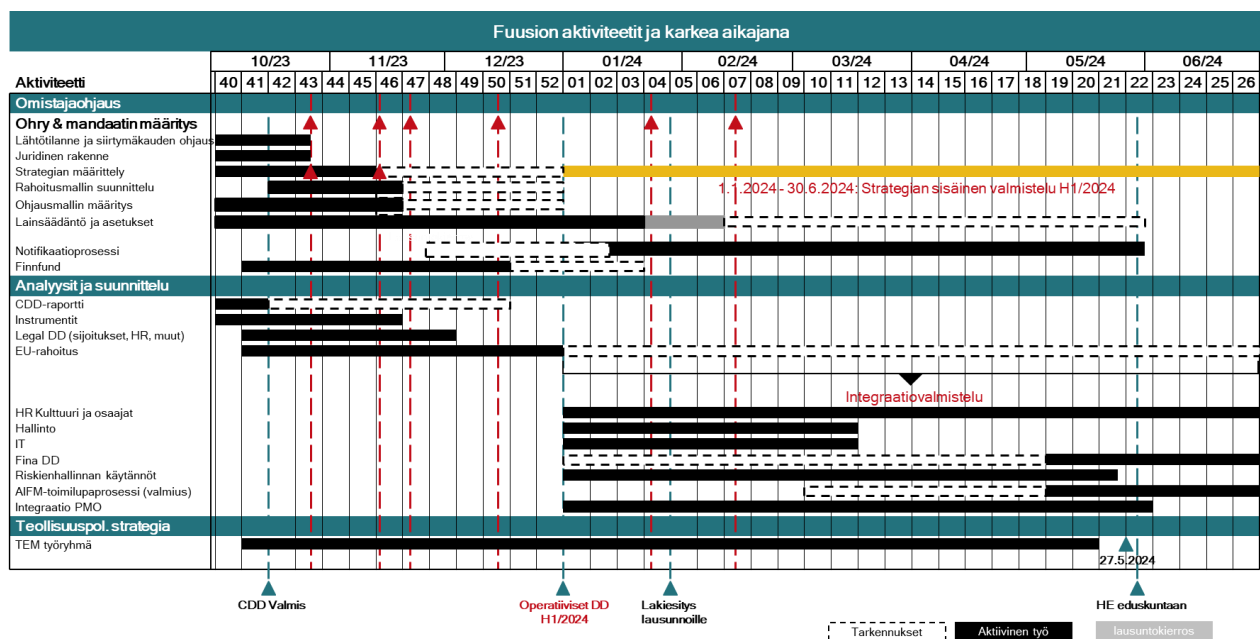 Fuusion aktiviteetit ja karkea aikajana
10/23 11/23 12/23 01/24 02/24 03/24 04/24 05/24 06/24
Aktiviteetti 40 41 42 43 44 45 46 47 48 49 50 51 52 01 02 03 04 05 06 07 08 09 10 11 12 13 14 15 16 17 18 19 20 21 22 23 24 25 26
Omistajaohjaus
Ohry & mandaatin määritys
Lähtötilanne ja siirtymäkauden ohjaus
Juridinen rakenne
Strategian määrittely
Rahoitusmallin suunnittelu
1.1.2024 - 30.6.2024: Strategian sisäinen valmistelu H1/2024
Ohjausmallin määritys
Lainsäädäntö ja asetukset
Notifikaatioprosessi
Finnfund
Analyysit ja suunnittelu
CDD-raportti
Instrumentit
Legal DD (sijoitukset, HR, muut)
EU-rahoitus
Integraatiovalmistelu
HR Kulttuuri ja osaajat
Hallinto
IT
Fina DD
Riskienhallinnan käytännöt
AIFM-toimilupaprosessi (valmius)
Integraatio PMO
Teollisuuspol. strategia
TEM työryhmä
27.5.2024
CDD Valmis
Operatiiviset DD
H1/2024
Lakiesitys
lausunnoille
HE eduskuntaan
Tarkennukset
Aktiivinen työ
lausuntokierros